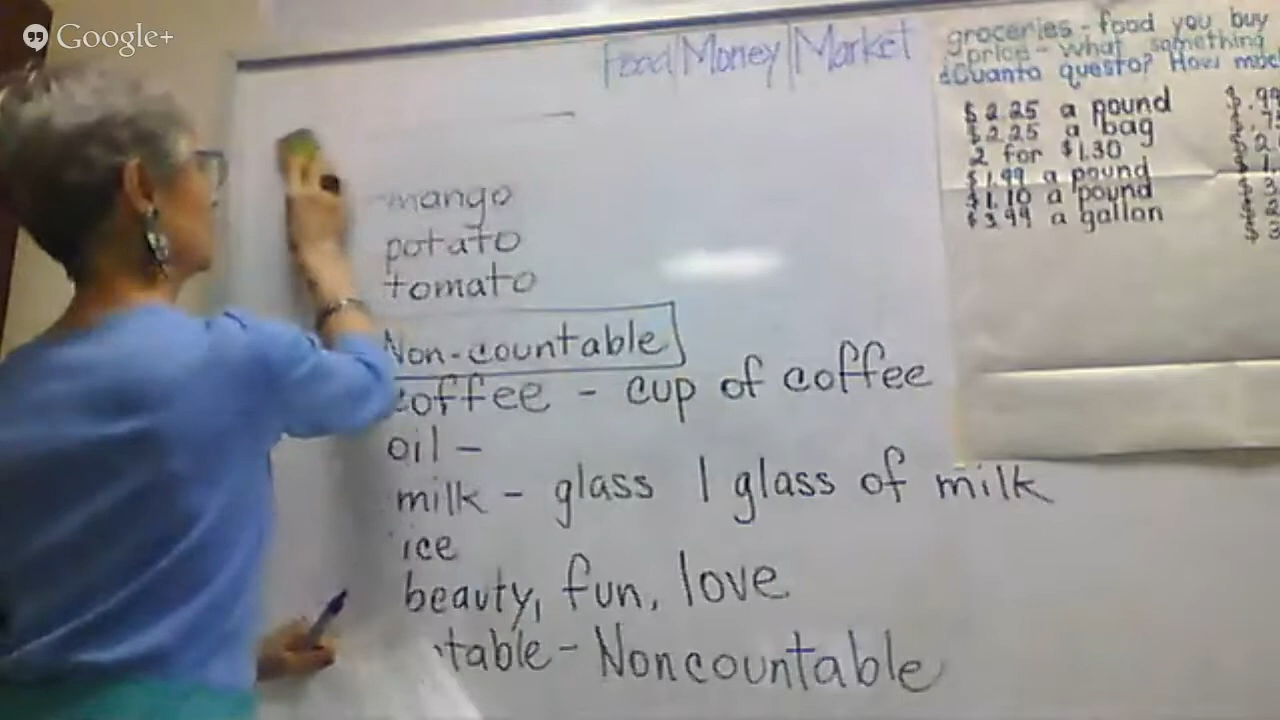 Google+
Food|Money|Market
mango
potato
tomato
Non-countable
coffee - cup of coffee
oil -
milk - glass 1 glass of milk
ice
beauty, fun, love
table - Noncountable
groceries - food you buy
price - what something
¿Cuanto questo? How
$2.25 a pound
$2.25 a bag
2 for $1.30
$1.99 a pound
$1.10 a pound
$3.99 a gallon
$.99